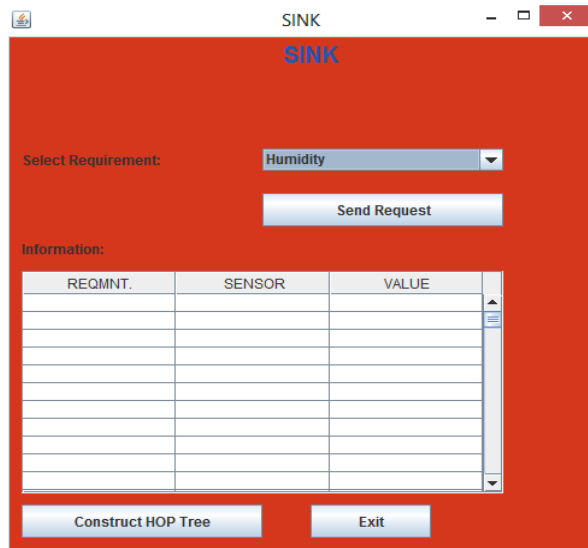 SINK
SINK
Select Requirement:
Humidity
Send Request
Information:
REQMNT. SENSOR VALUE
Construct HOP Tree
Exit